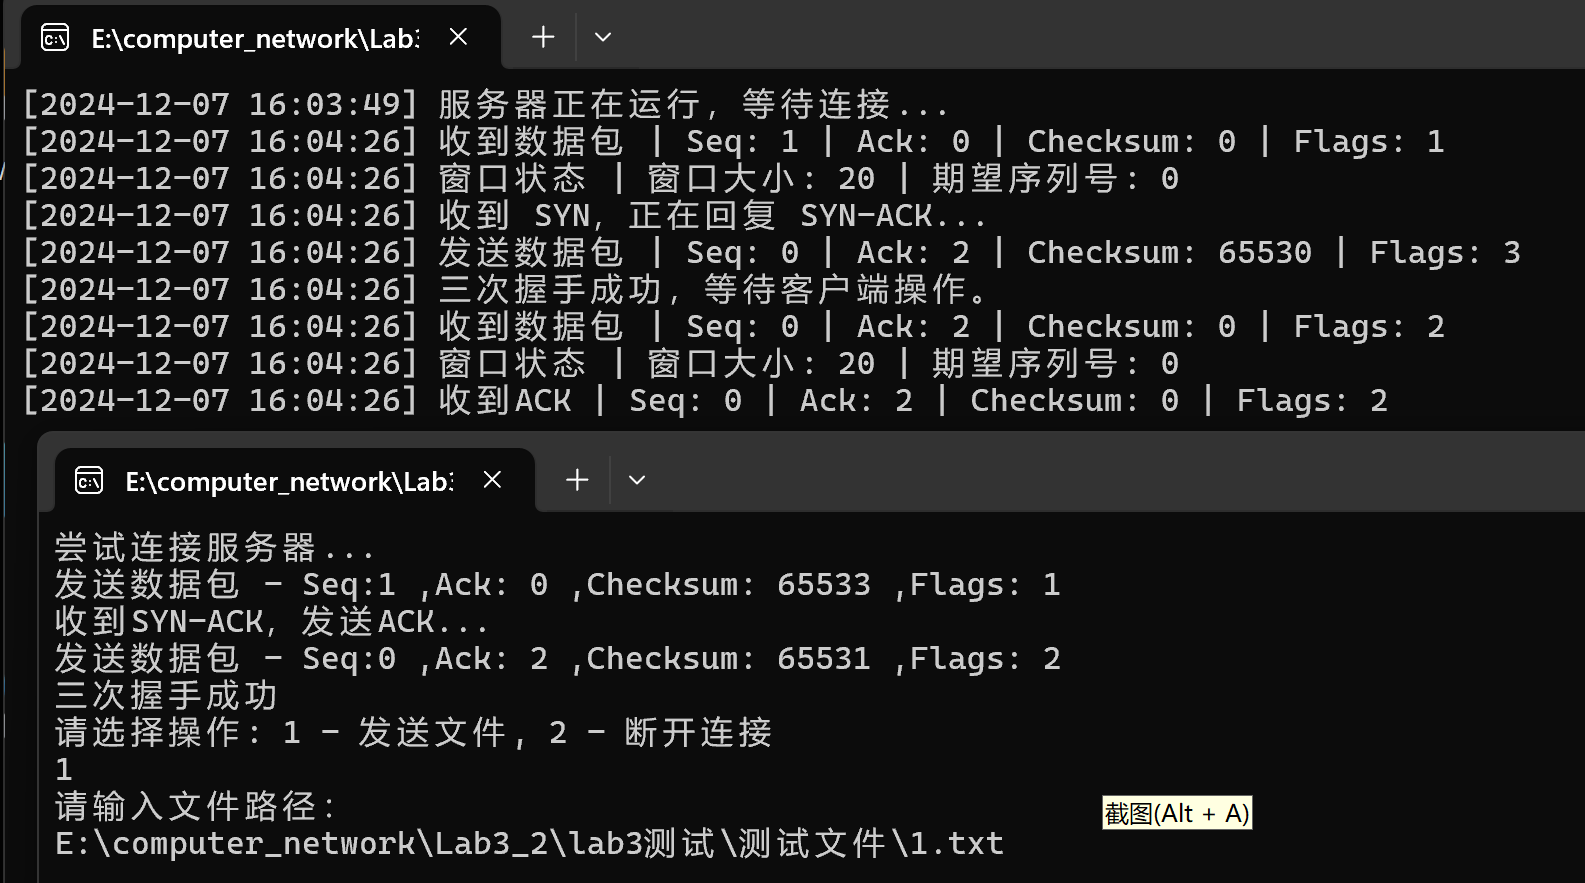 E:\computer_network\Lab3
[2024-12-07 16:03:49] 服务器正在运行，等待连接...
[2024-12-07 16:04:26] 收到数据包 | Seq: 1 | Ack: 0 | Checksum: 0 | Flags: 1
[2024-12-07 16:04:26] 窗口状态 | 窗口大小: 20 | 期望序列号: 0
[2024-12-07 16:04:26] 收到 SYN，正在回复 SYN-ACK...
[2024-12-07 16:04:26] 发送数据包 | Seq: 0 | Ack: 2 | Checksum: 65530 | Flags: 3
[2024-12-07 16:04:26] 三次握手成功，等待客户端操作。
[2024-12-07 16:04:26] 收到数据包 | Seq: 0 | Ack: 2 | Checksum: 0 | Flags: 2
[2024-12-07 16:04:26] 窗口状态 | 窗口大小: 20 | 期望序列号: 0
[2024-12-07 16:04:26] 收到ACK | Seq: 0 | Ack: 2 | Checksum: 0 | Flags: 2
E:\computer_network\Lab3
尝试连接服务器...
发送数据包 - Seq:1 ,Ack: 0 ,Checksum: 65533 ,Flags: 1
收到SYN-ACK，发送ACK...
发送数据包 - Seq:0 ,Ack: 2 ,Checksum: 65531 ,Flags: 2
三次握手成功
请选择操作: 1 - 发送文件, 2 - 断开连接
1
请输入文件路径:
E:\computer_network\Lab3_2\lab3测试\测试文件\1.txt
截图(Alt + A)